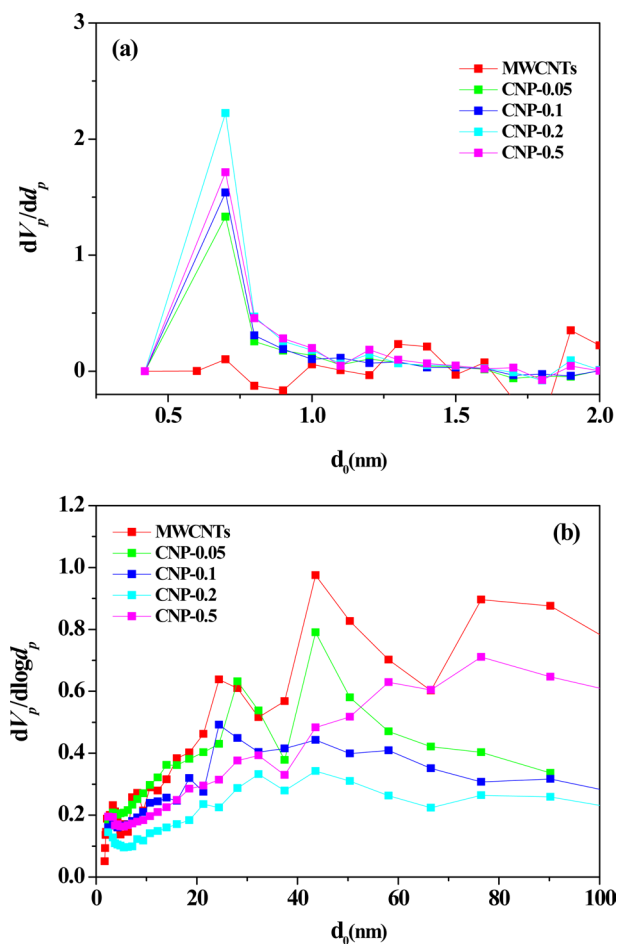 (a)
MWCNTs
CNP-0.05
CNP-0.1
CNP-0.2
CNP-0.5
3
2
1
0
dVp/ddp
0.5 1.0 1.5 2.0
d0(nm)
(b)
MWCNTs
CNP-0.05
CNP-0.1
CNP-0.2
CNP-0.5
1.2
1.0
0.8
0.6
0.4
0.2
0.0
dVp/dlogdp
0 20 40 60 80 100
d0(nm)